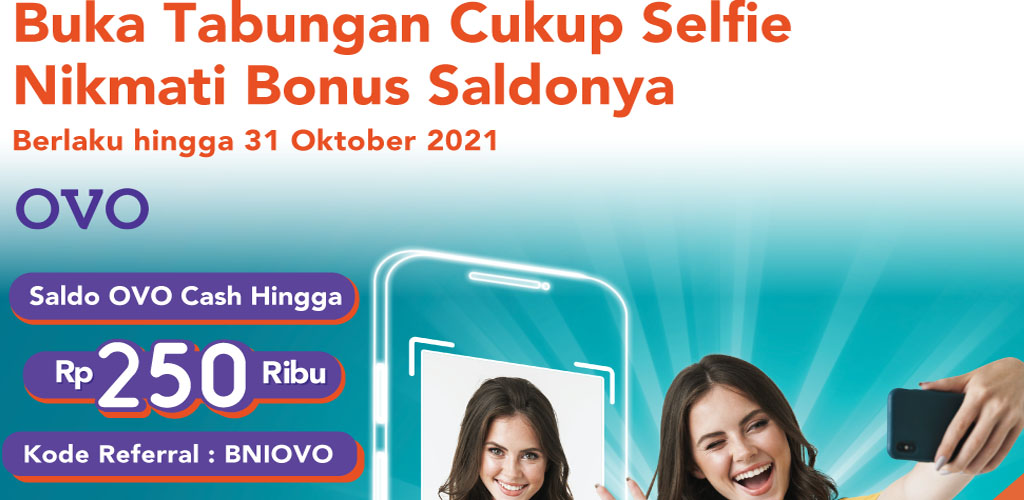 Buka Tabungan Cukup Selfie
Nikmati Bonus Saldonya
Berlaku hingga 31 Oktober 2021
OVO
Saldo OVO Cash Hingga
Rp 250 Ribu
Kode Referral : BNIOVO